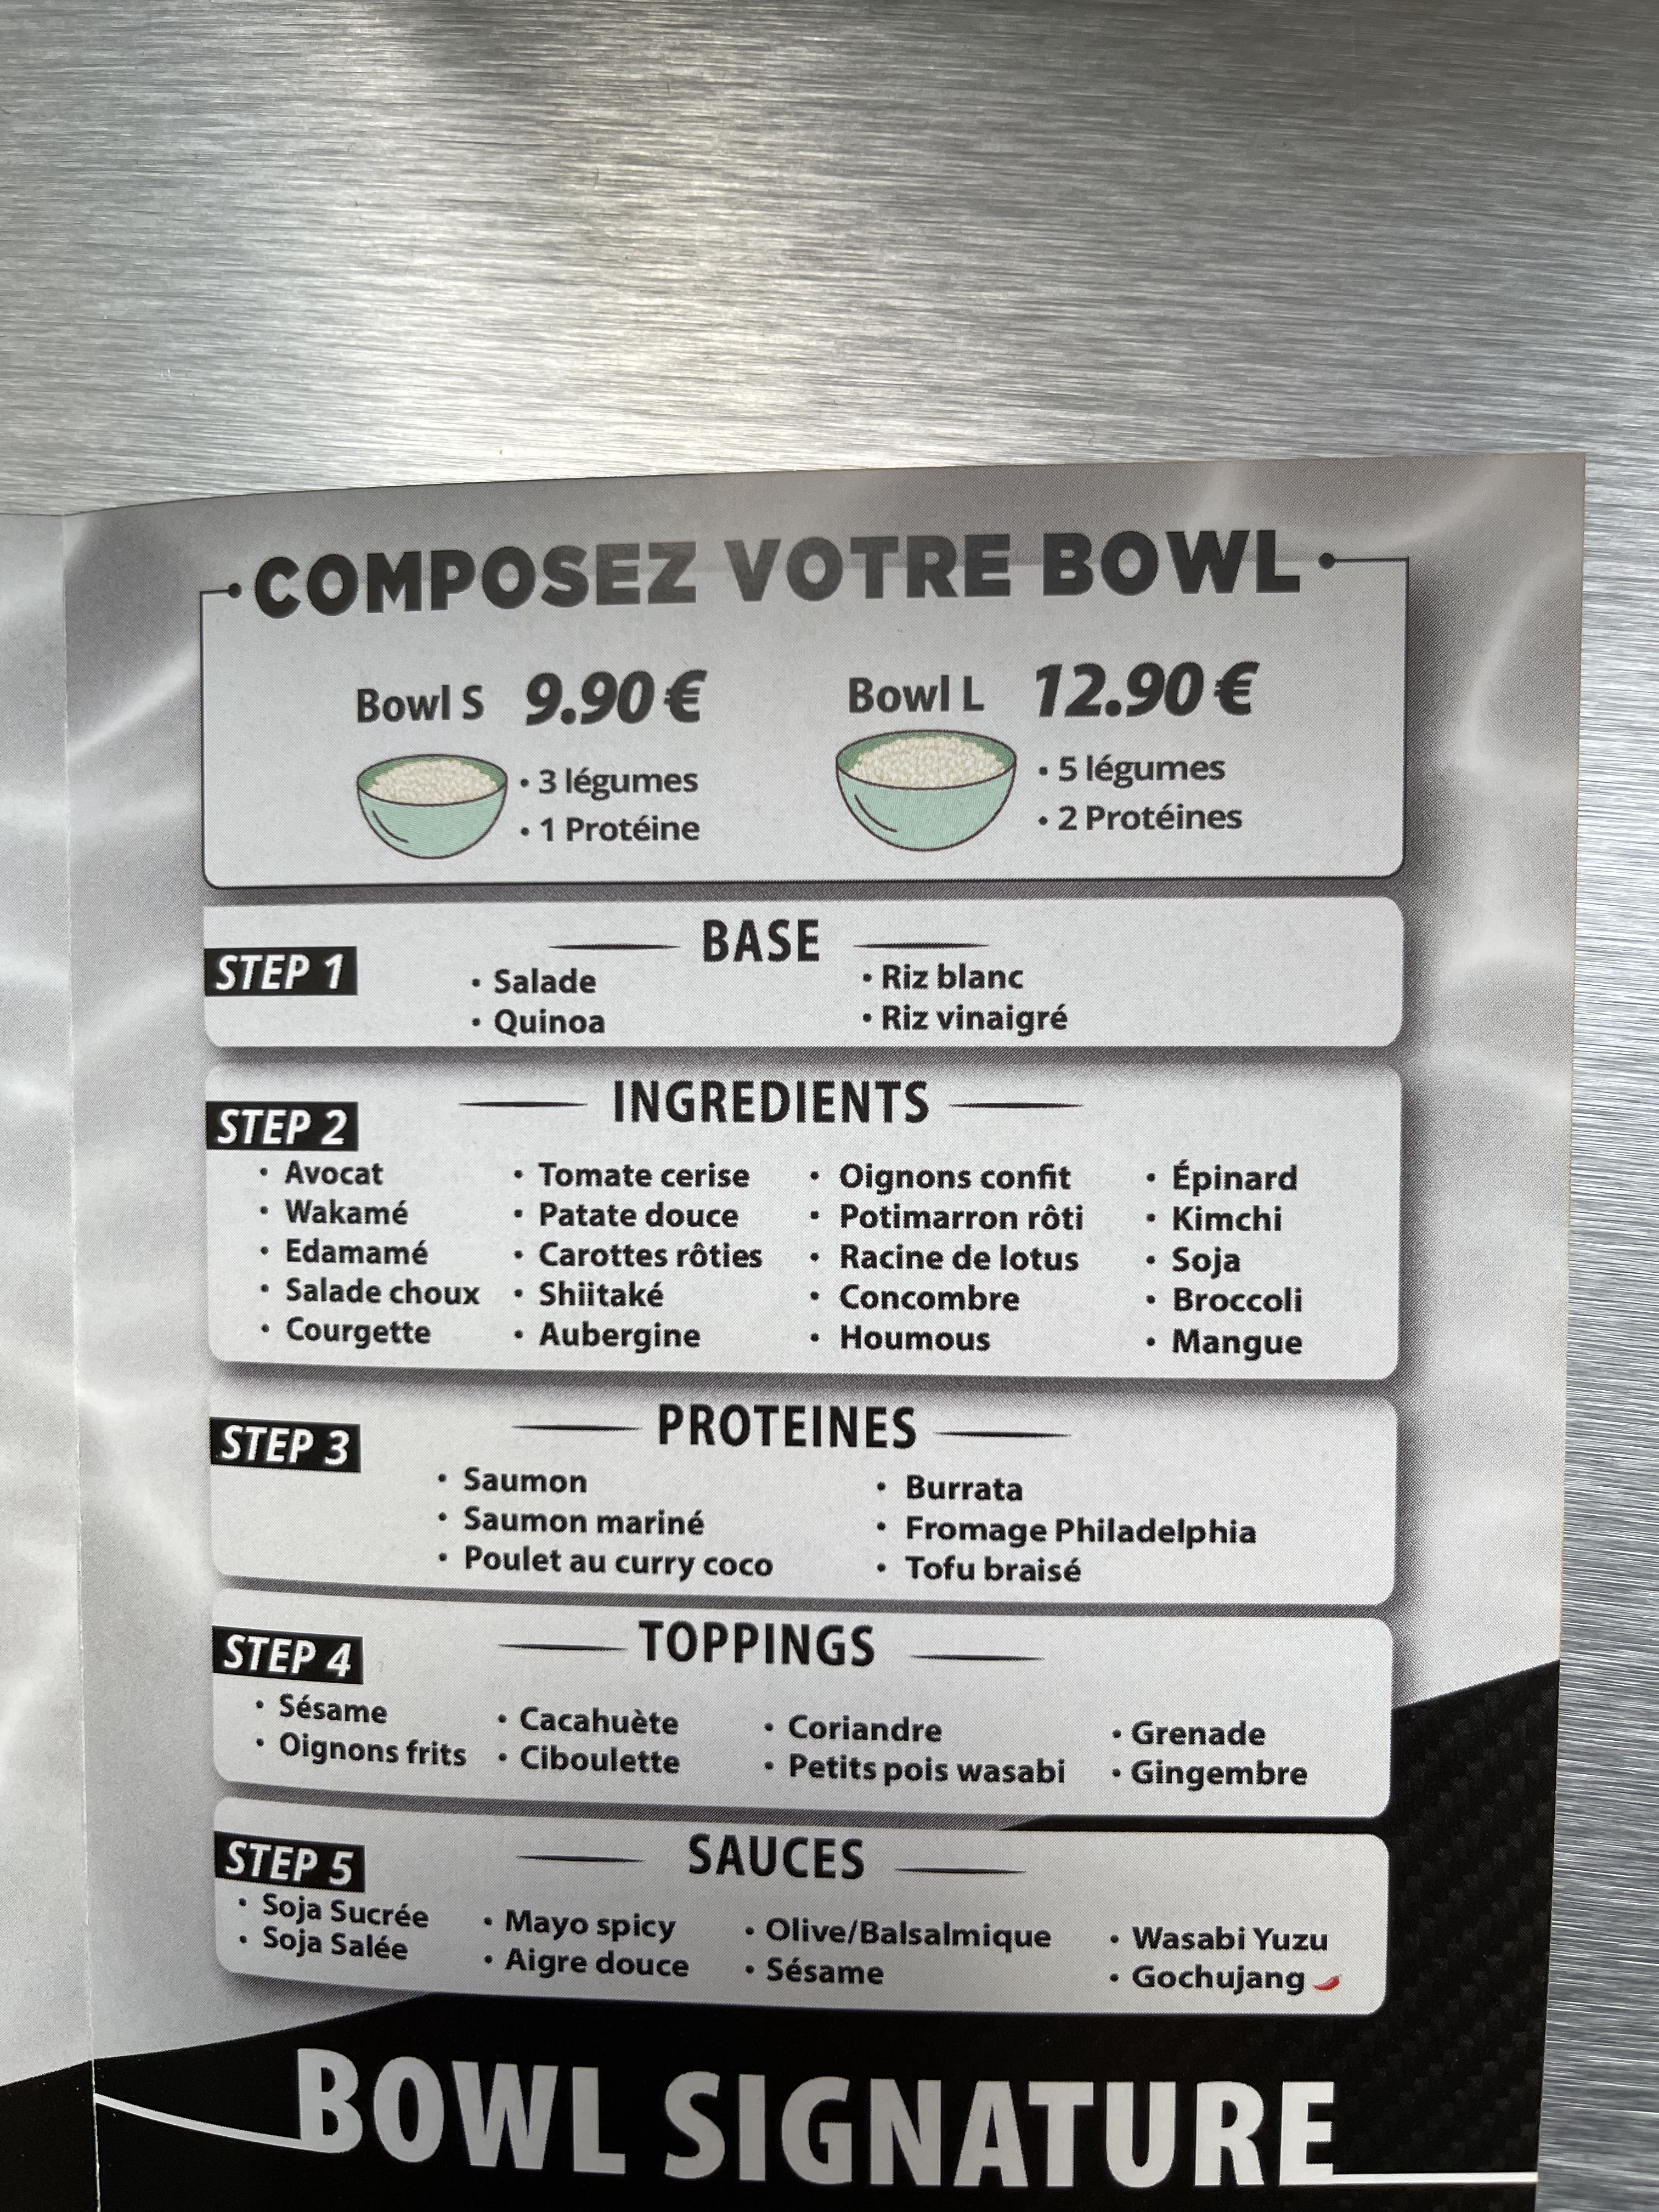 COMPOSEZ VOTRE BOWL
Bowl S 9.90 €
• 3 légumes
• 1 Protéine
Bowl L 12.90 €
• 5 légumes
• 2 Protéines
STEP 1
BASE
• Salade
• Quinoa
• Riz blanc
• Riz vinaigré
STEP 2
INGREDIENTS
• Avocat
• Wakamé
• Edamamé
• Salade choux
• Courgette
• Tomate cerise
• Patate douce
• Carottes rôties
• Shiitaké
• Aubergine
• Oignons confit
• Potimarron rôti
• Racine de lotus
• Concombre
• Houmous
• Épinard
• Kimchi
• Soja
• Broccoli
• Mangue
STEP 3
PROTEINES
• Saumon
• Saumon mariné
• Poulet au curry coco
• Burrata
• Fromage Philadelphia
• Tofu braisé
STEP 4
TOPPINGS
• Sésame
• Oignons frits
• Cacahuète
• Ciboulette
• Coriandre
• Petits pois wasabi
• Grenade
• Gingembre
STEP 5
SAUCES
• Soja Sucrée
• Soja Salée
• Mayo spicy
• Aigre douce
• Olive/Balsalmique
• Sésame
• Wasabi Yuzu
• Gochujang
BOWL SIGNATURE